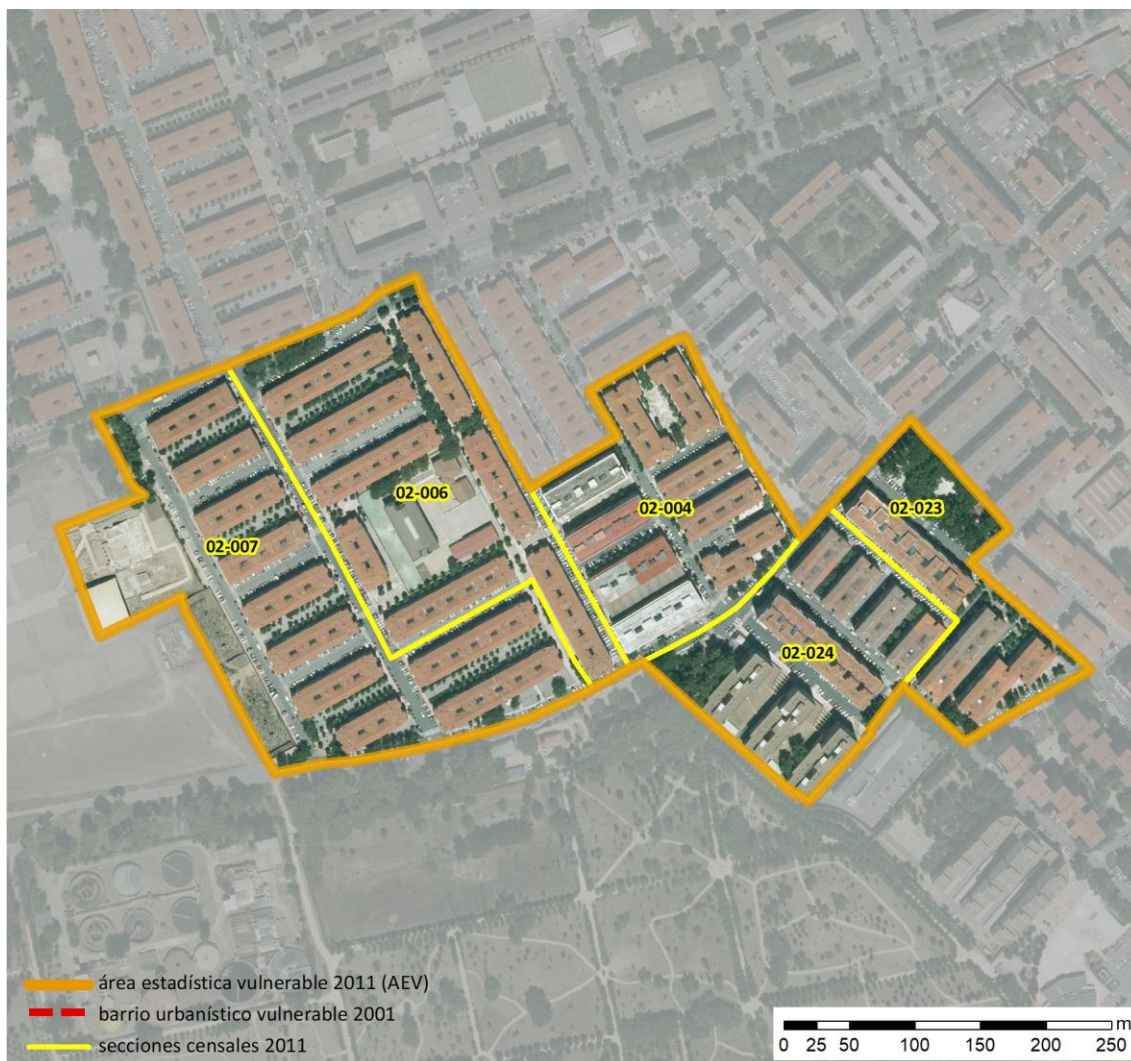 02-006
02-004
02-023
02-007
02-024
área estadística vulnerable 2011 (AEV)
barrio urbanístico vulnerable 2001
secciones censales 2011
m
0 25 50 100 150 200 250